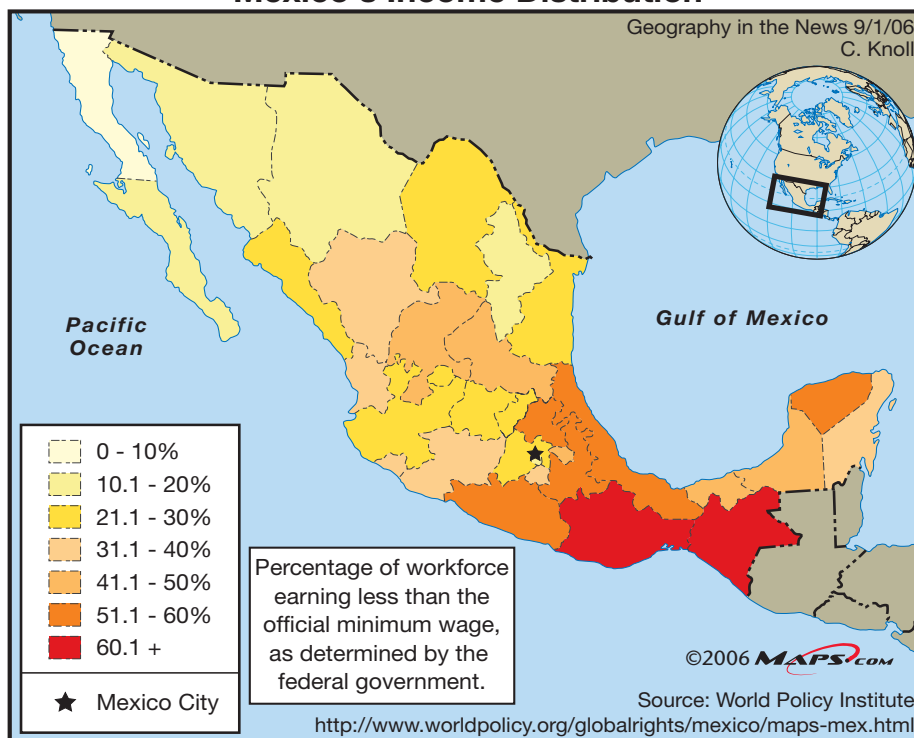 Mexico's Income Distribution
Geography in the News 9/1/06
C. Knoll
Pacific
Ocean
Gulf of Mexico
0 - 10%
10.1 - 20%
21.1 - 30%
31.1 - 40%
41.1 - 50%
51.1 - 60%
60.1 +
Mexico City
Percentage of workforce
earning less than the
official minimum wage,
as determined by the
federal government.
©2006 MAPS.COM
Source: World Policy Institute
http://www.worldpolicy.org/globalrights/mexico/maps-mex.html